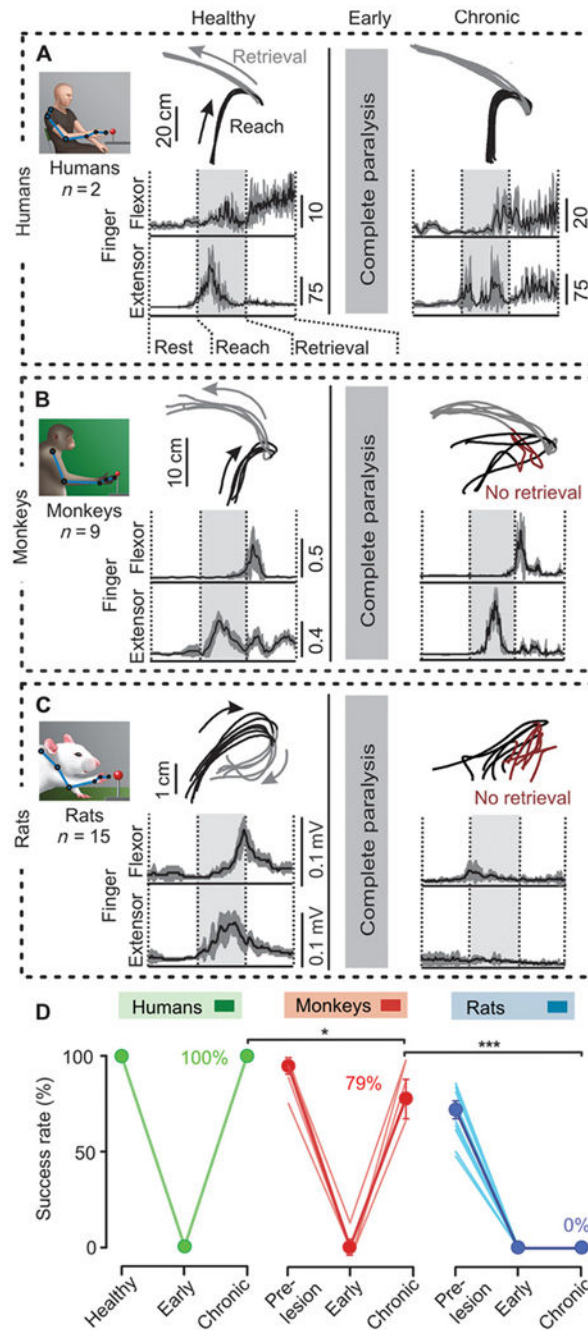 Healthy Early Chronic
A
Humans
Humans
n = 2
Retrieval
20 cm
Reach
Finger
Flexor
Extensor
10
75
Rest Reach Retrieval
Complete paralysis
20
75
B
Monkeys
Monkeys
n = 9
10 cm
Finger
Flexor
Extensor
0.5
0.4
Complete paralysis
No retrieval
C
Rats
Rats
n = 15
1 cm
Finger
Flexor
Extensor
0.1 mV
0.1 mV
Complete paralysis
No retrieval
D
Humans Monkeys Rats
* ***
Success rate (%)
100
50
0
100% 79% 0%
Healthy Early Chronic
Pre-
lesion Early Chronic
Pre-
lesion Early Chronic